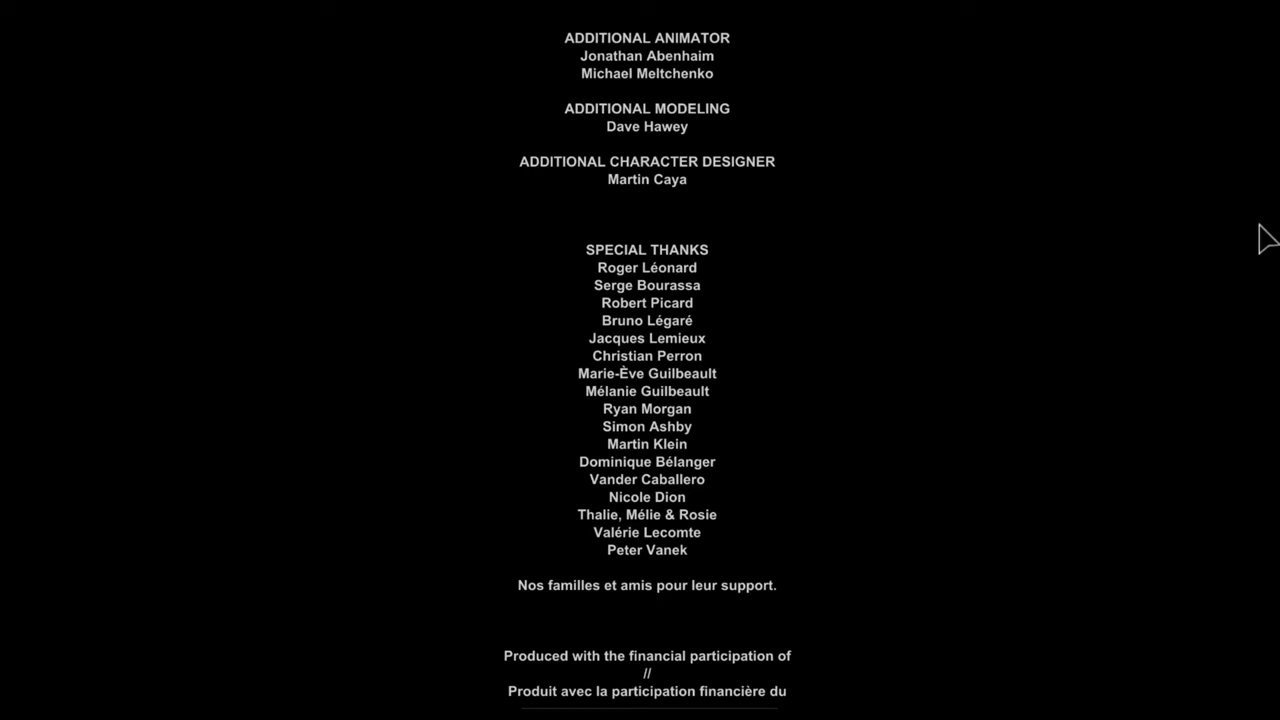 ADDITIONAL ANIMATOR
Jonathan Abenhaim
Michael Meltchenko
ADDITIONAL MODELING
Dave Hawey
ADDITIONAL CHARACTER DESIGNER
Martin Caya
SPECIAL THANKS
Roger Léonard
Serge Bourassa
Robert Picard
Bruno Légaré
Jacques Lemieux
Christian Perron
Marie-Ève Guilbeault
Mélanie Guilbeault
Ryan Morgan
Simon Ashby
Martin Klein
Dominique Bélanger
Vander Caballero
Nicole Dion
Thalie, Mélie & Rosie
Valérie Lecomte
Peter Vanek
Nos familles et amis pour leur support.
Produced with the financial participation of
//
Produit avec la participation financière du